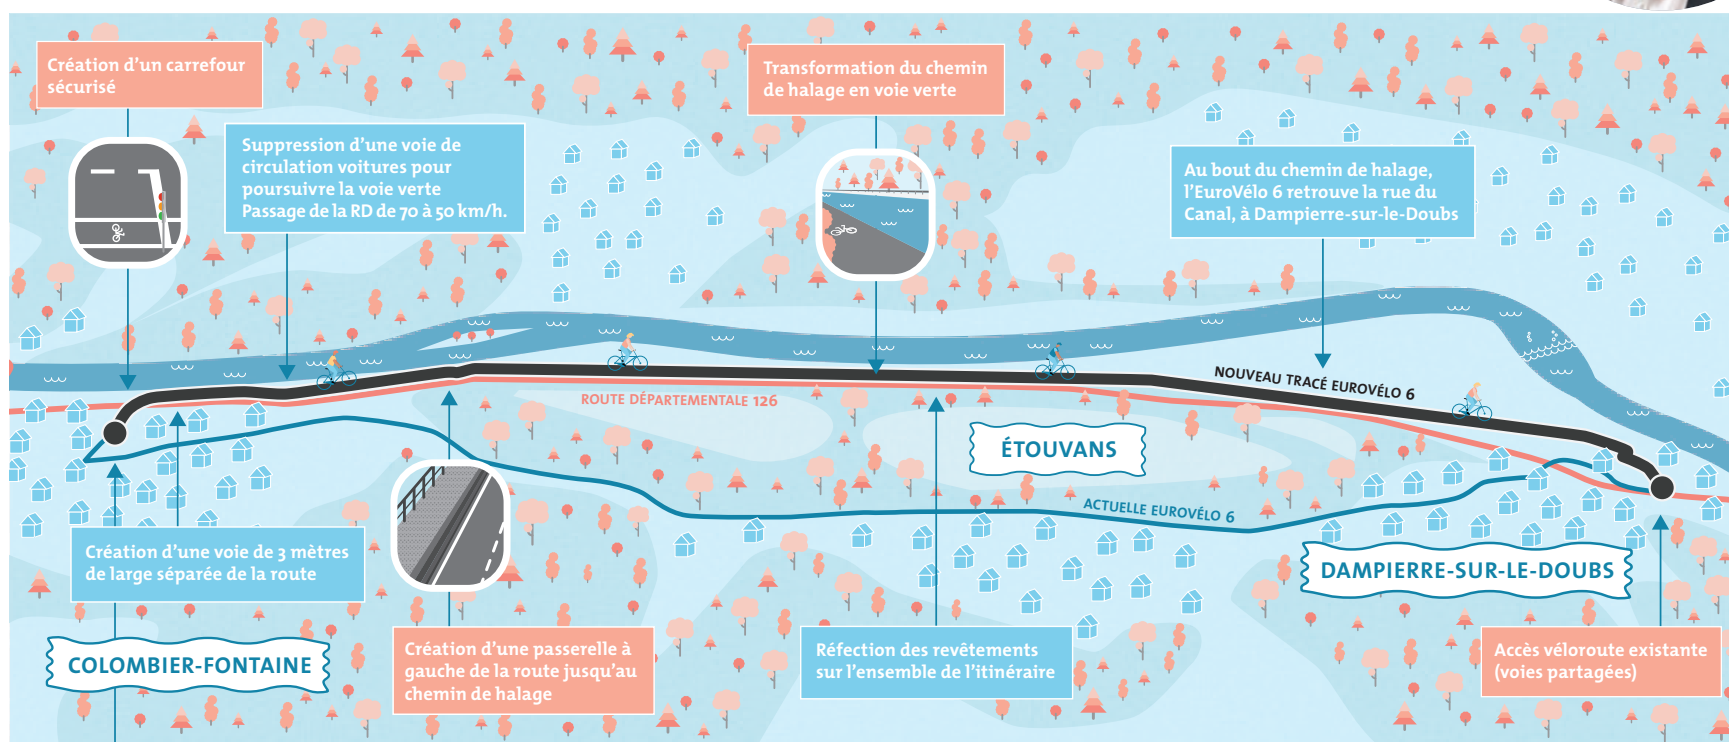 Création d'un carrefour
sécurisé
Suppression d'une voie de
circulation voitures pour
poursuivre la voie verte
Passage de la RD de 70 à 50 km/h.
Transformation du chemin
de halage en voie verte
Au bout du chemin de halage,
l'EuroVélo 6 retrouve la rue du
Canal, à Dampierre-sur-le-Doubs
NOUVEAU TRACÉ EUROVÉLO 6
ROUTE DÉPARTEMENTALE 126
ÉTOUVANS
ACTUELLE EUROVÉLO 6
Création d'une voie de 3 mètres
de large séparée de la route
DAMPIERRE-SUR-LE-DOUBS
COLOMBIER-FONTAINE
Création d'une passerelle à
gauche de la route jusqu'au
chemin de halage
Réfection des revêtements
sur l'ensemble de l'itinéraire
Accès véloroute existante
(voies partagées)